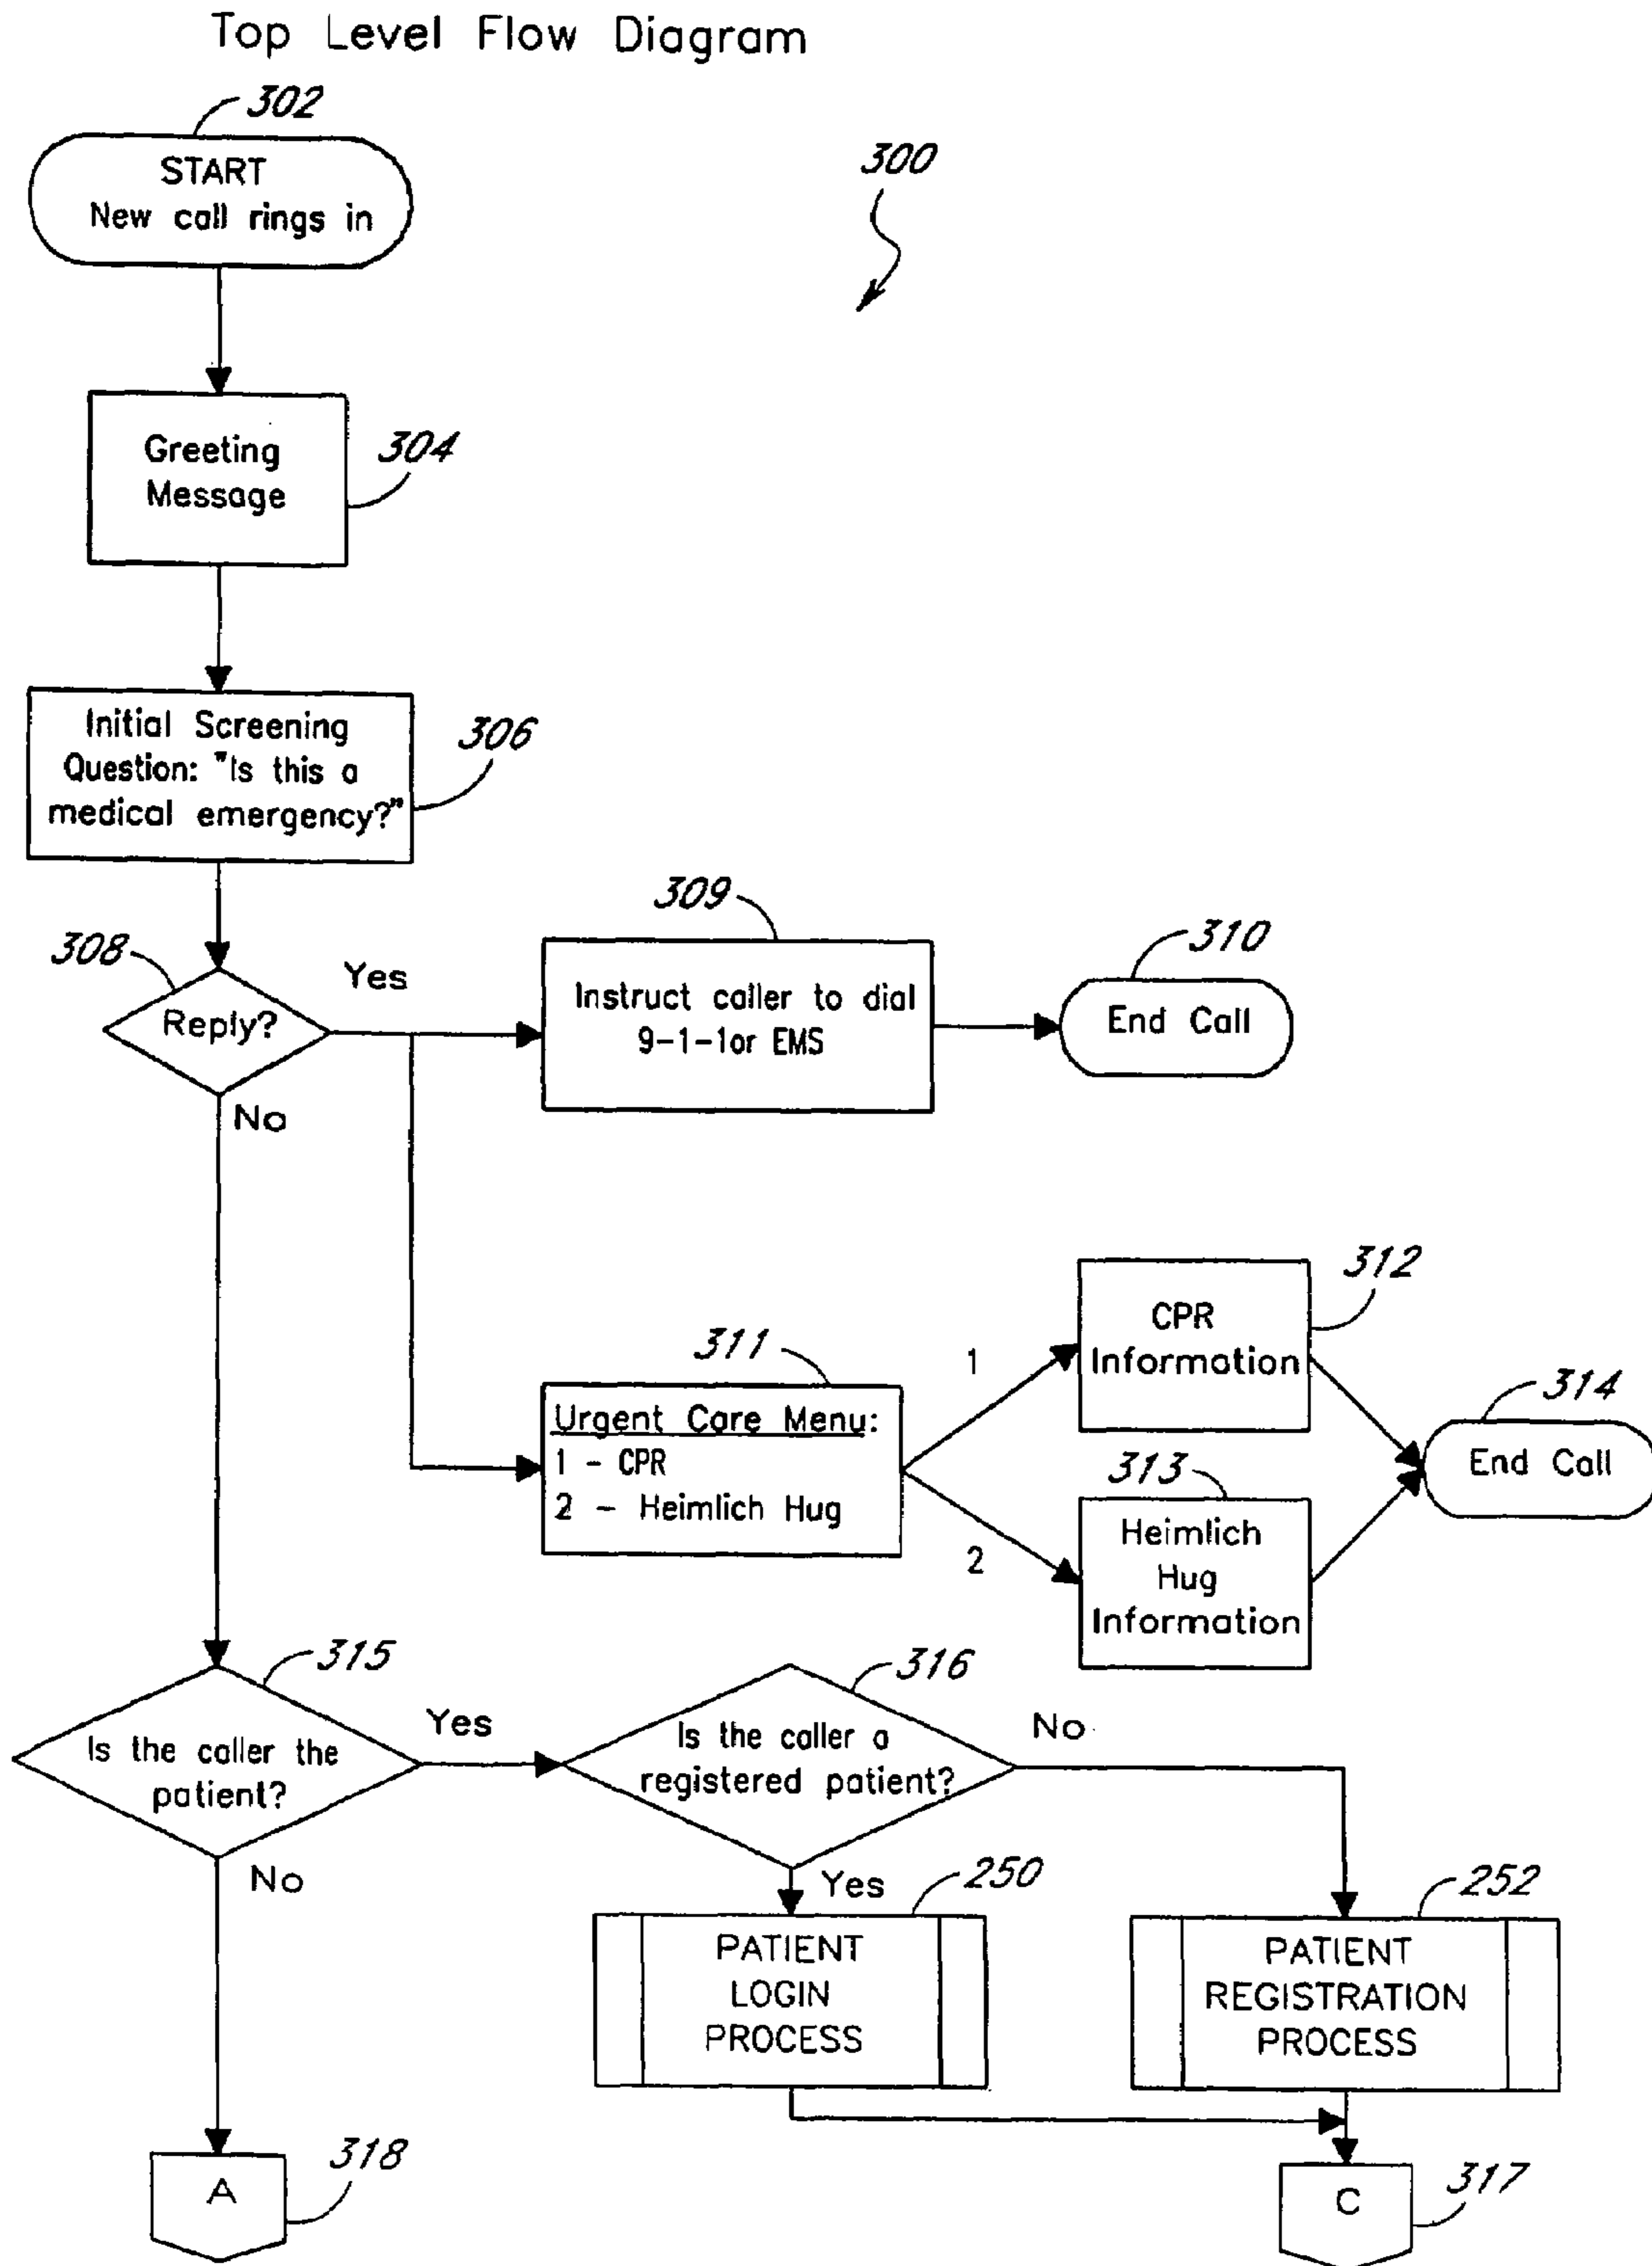 Top Level Flow Diagram
302
START
New call rings in
300
Greeting
Message
304
Initial Screening
Question: "Is this a
medical emergency?"
306
308
Reply?
Yes
No
309
Instruct caller to dial
9-1-1or EMS
310
End Call
311
Urgent Care Menu:
1 - CPR
2 - Heimlich Hug
1
2
312
CPR
Information
313
Heimlich
Hug
Information
314
End Call
315
Is the caller the
patient?
Yes
No
316
Is the caller a
registered patient?
No
Yes
250
PATIENT
LOGIN
PROCESS
252
PATIENT
REGISTRATION
PROCESS
A
318
C
317